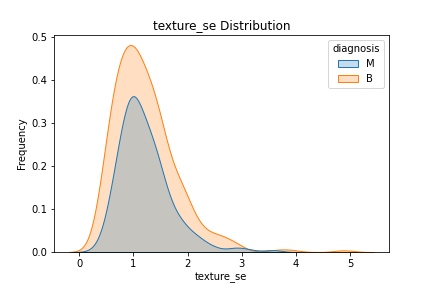 texture_se Distribution
diagnosis
M
B
Frequency
0.5
0.4
0.3
0.2
0.1
0.0
0 1 2 3 4 5
texture_se